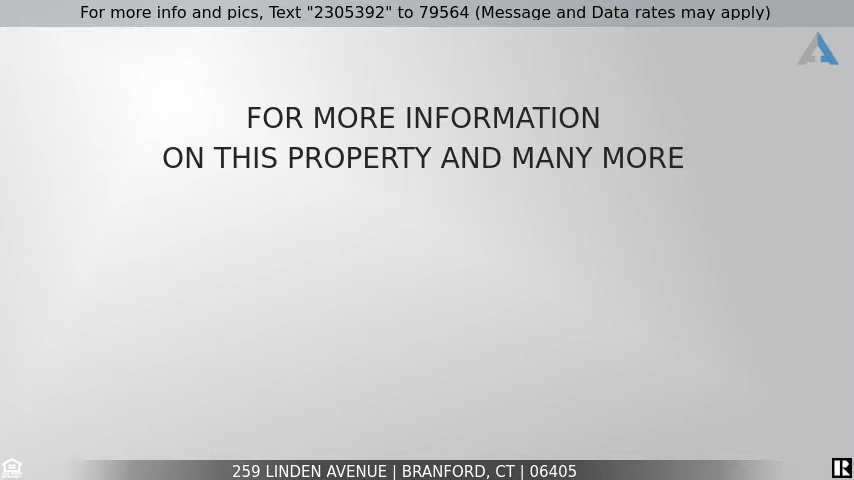 For more info and pics, Text "2305392" to 79564 (Message and Data rates may apply)
FOR MORE INFORMATION
ON THIS PROPERTY AND MANY MORE
259 LINDEN AVENUE | BRANFORD, CT | 06405